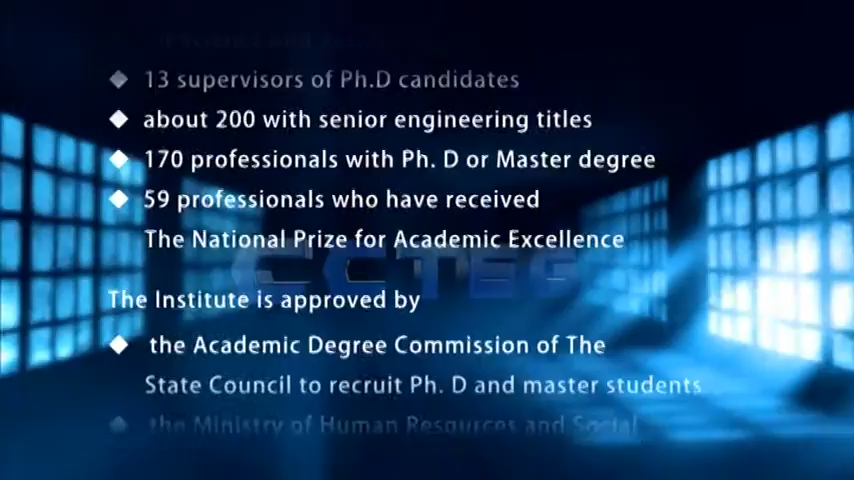 13 supervisors of Ph.D candidates
about 200 with senior engineering titles
170 professionals with Ph. D or Master degree
59 professionals who have received
The National Prize for Academic Excellence
CCTEG
The Institute is approved by
the Academic Degree Commission of The
State Council to recruit Ph. D and master students
the Ministry of Human Resources and Social